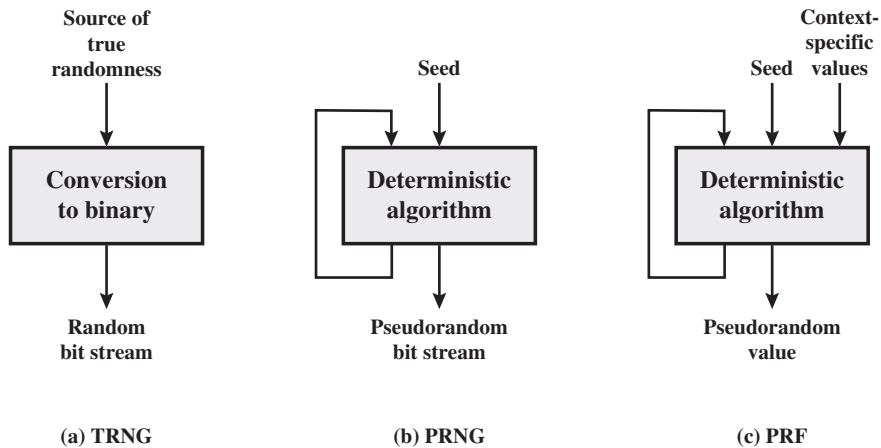 Source of
true
randomness
Conversion
to binary
Random
bit stream
(a) TRNG
Seed
Deterministic
algorithm
Pseudorandom
bit stream
(b) PRNG
Context-
specific
values
Seed
Deterministic
algorithm
Pseudorandom
value
(c) PRF